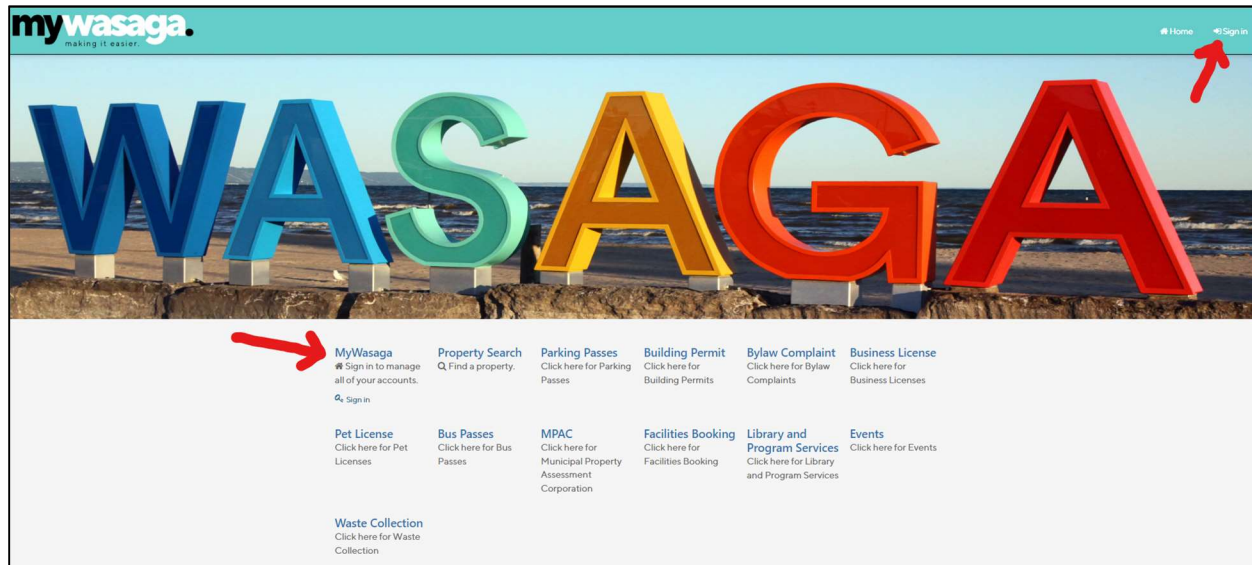 mywasaga.
making it easier.
Home Sign in
WASAGA
MyWasaga
Sign in to manage
all of your accounts.
Sign in
Property Search
Find a property.
Parking Passes
Click here for Parking
Passes
Building Permit
Click here for
Building Permits
Bylaw Complaint
Click here for Bylaw
Complaints
Business License
Click here for
Business Licenses
Pet License
Click here for Pet
Licenses
Bus Passes
Click here for Bus
Passes
MPAC
Click here for
Municipal Property
Assessment
Corporation
Facilities Booking
Click here for
Facilities Booking
Library and
Program Services
Click here for Library
and Program Services
Events
Click here for Events
Waste Collection
Click here for Waste
Collection